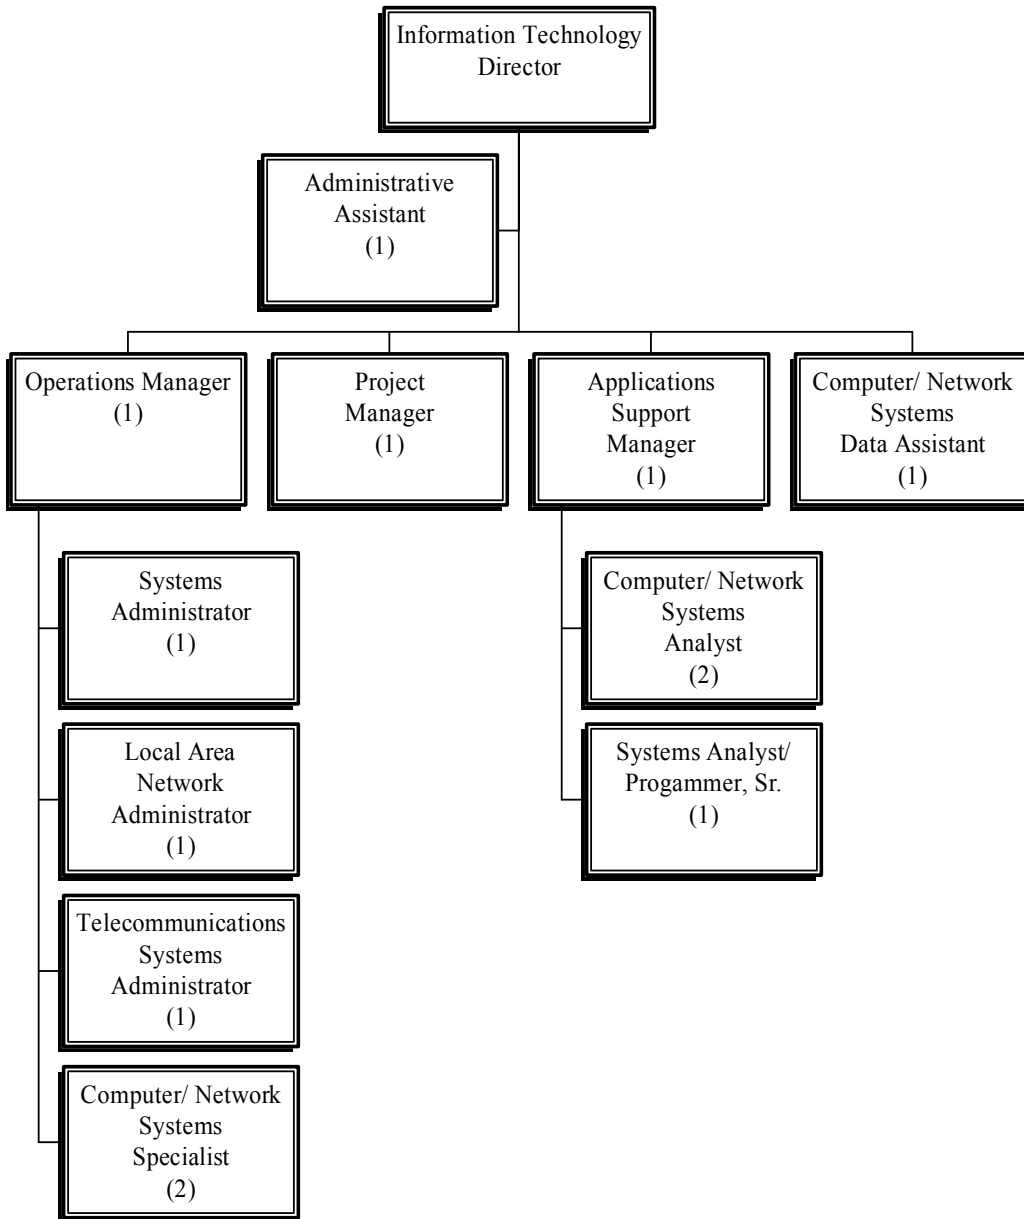 Information Technology
Director
Administrative
Assistant
(1)
Operations Manager
(1)
Project
Manager
(1)
Applications
Support
Manager
(1)
Computer/ Network
Systems
Data Assistant
(1)
Systems
Administrator
(1)
Local Area
Network
Administrator
(1)
Telecommunications
Systems
Administrator
(1)
Computer/ Network
Systems
Specialist
(2)
Computer/ Network
Systems
Analyst
(2)
Systems Analyst/
Progammer, Sr.
(1)